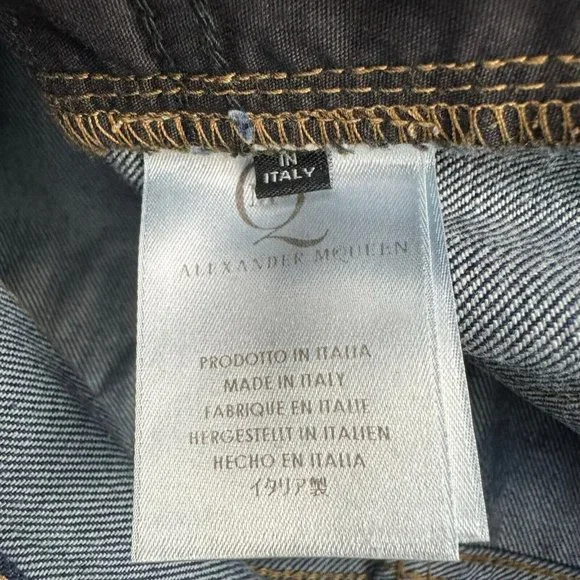 IN
ITALY
Q
ALEXANDER MQUEEN
PRODOTTO IN ITALIA
MADE IN ITALY
FABRIQUE EN ITALIE
HERGESTELLT IN ITALIEN
HECHO EN ITALIA
イタリア製